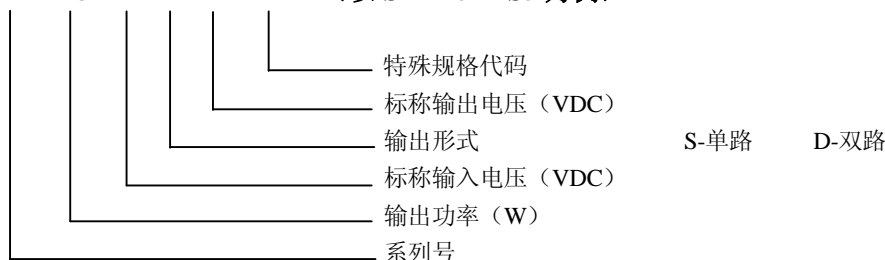 特殊规格代码
标称输出电压（VDC）
输出形式 S-单路 D-双路
标称输入电压（VDC）
输出功率（W）
系列号